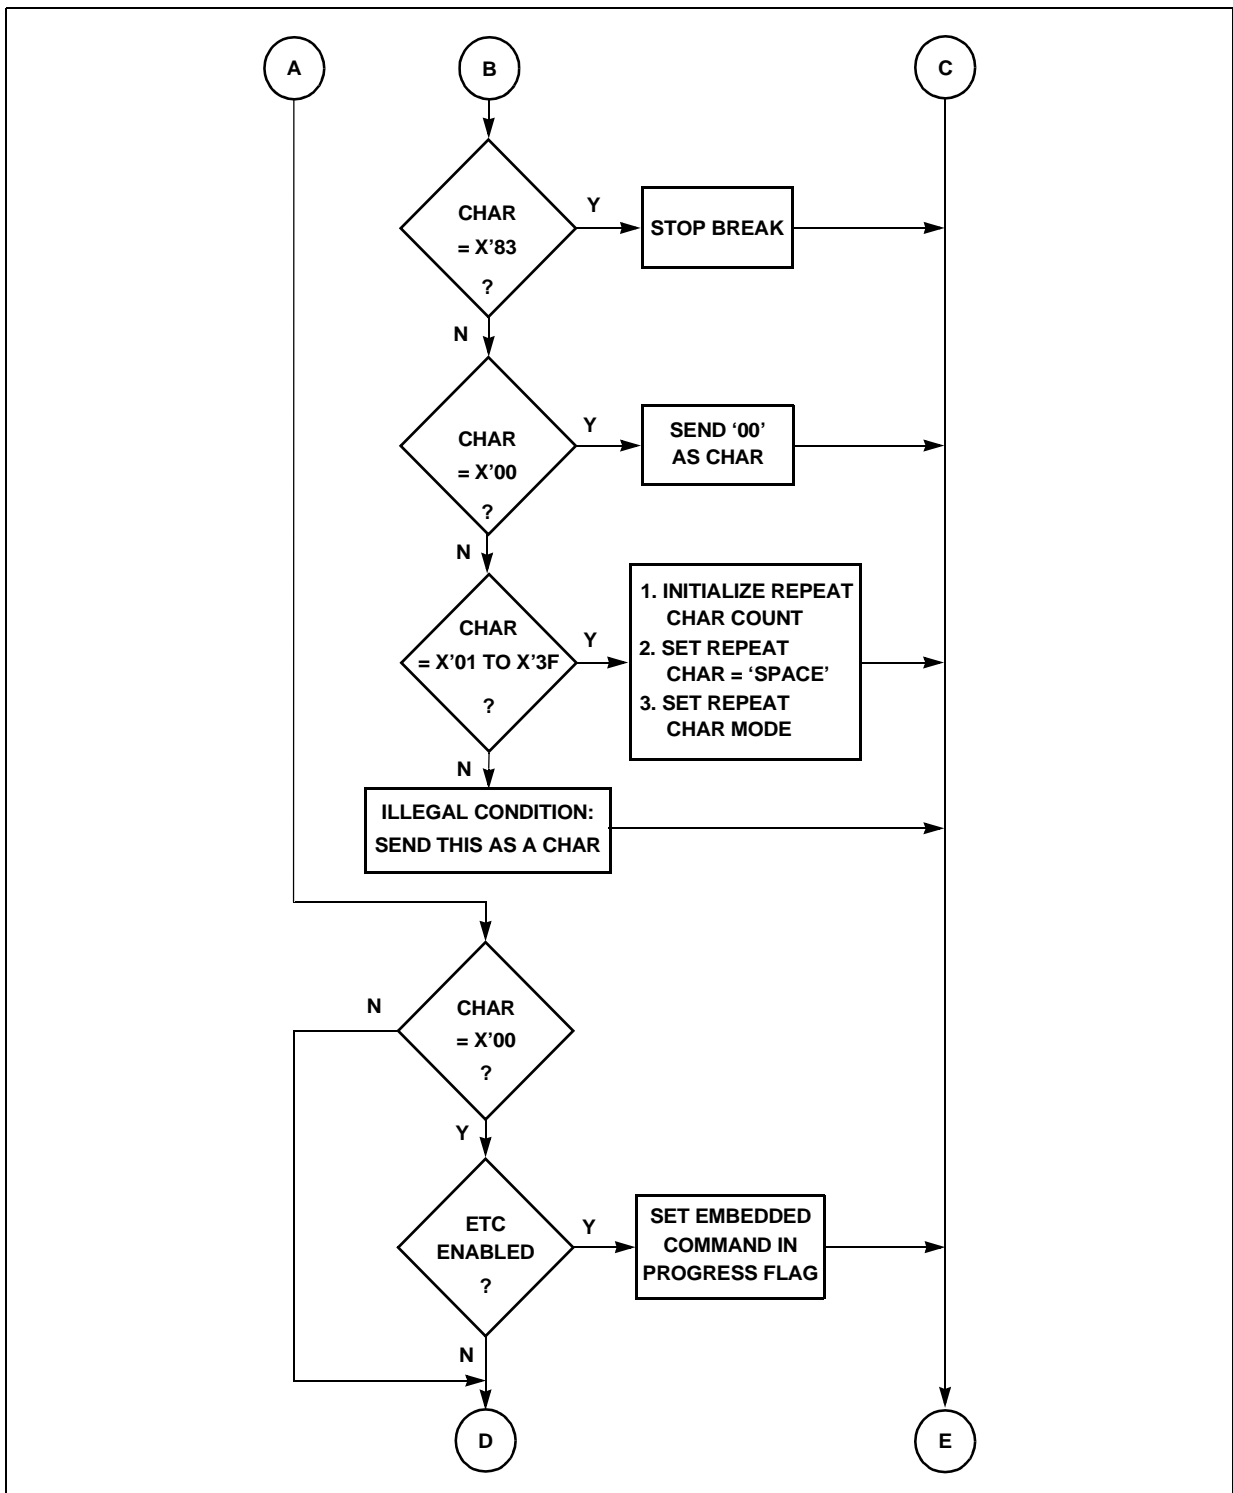 A
B
C
CHAR
= X’83
?
Y
STOP BREAK
N
CHAR
= X’00
?
Y
SEND ‘00’
AS CHAR
N
CHAR
= X’01 TO X’3F
?
Y
1. INITIALIZE REPEAT
CHAR COUNT
2. SET REPEAT
CHAR = ‘SPACE’
3. SET REPEAT
CHAR MODE
N
ILLEGAL CONDITION:
SEND THIS AS A CHAR
N
CHAR
= X’00
?
Y
ETC
ENABLED
?
Y
SET EMBEDDED
COMMAND IN
PROGRESS FLAG
N
D
E